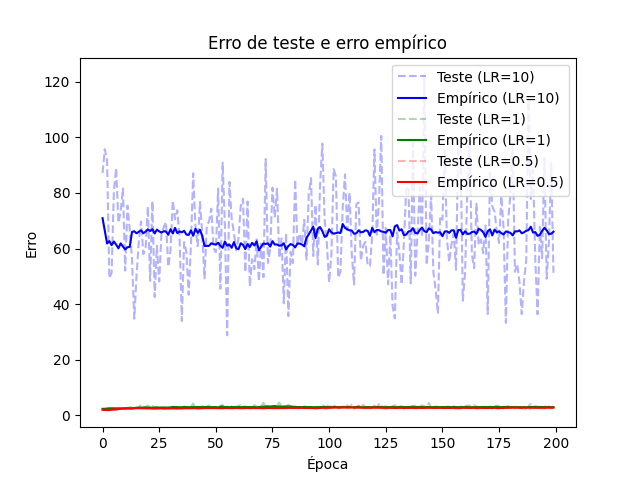 Erro de teste e erro empírico
Teste (LR=10)
Empírico (LR=10)
Teste (LR=1)
Empírico (LR=1)
Teste (LR=0.5)
Empírico (LR=0.5)
Erro
120
100
80
60
40
20
0
0 25 50 75 100 125 150 175 200
Época